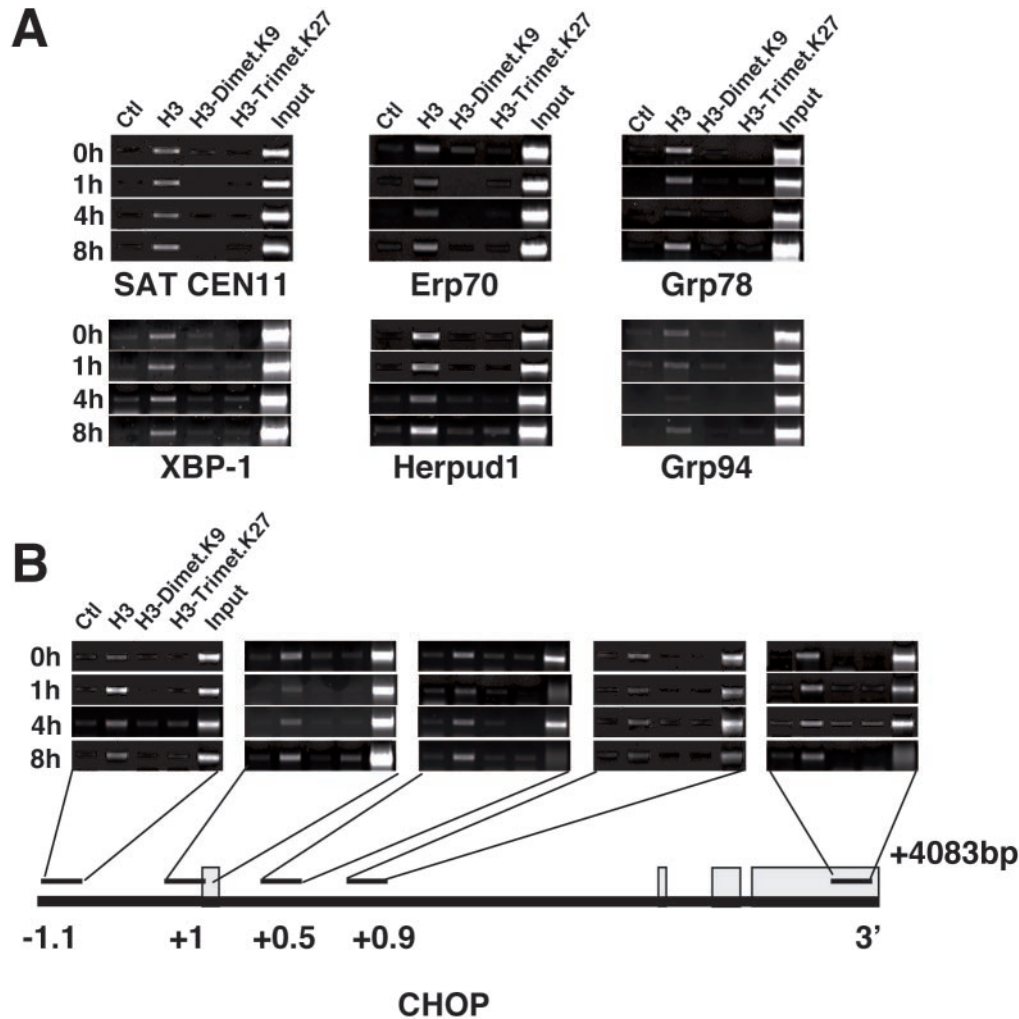 A
Ctl H3 H3-Dimet.K9 H3-Trimet.K27 Input
Ctl H3 H3-Dimet.K9 H3-Trimet.K27 Input
Ctl H3 H3-Dimet.K9 H3-Trimet.K27 Input
0h
1h
4h
8h
SAT CEN11 Erp70 Grp78
0h
1h
4h
8h
XBP-1 Herpud1 Grp94
B
Ctl H3 H3-Dimet.K9 H3-Trimet.K27 Input
0h
1h
4h
8h
+4083bp
-1.1 +1 +0.5 +0.9 3’
CHOP